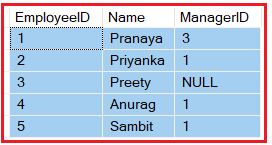 EmployeeID Name ManagerID
1 Pranaya 3
2 Priyanka 1
3 Preety NULL
4 Anurag 1
5 Sambit 1